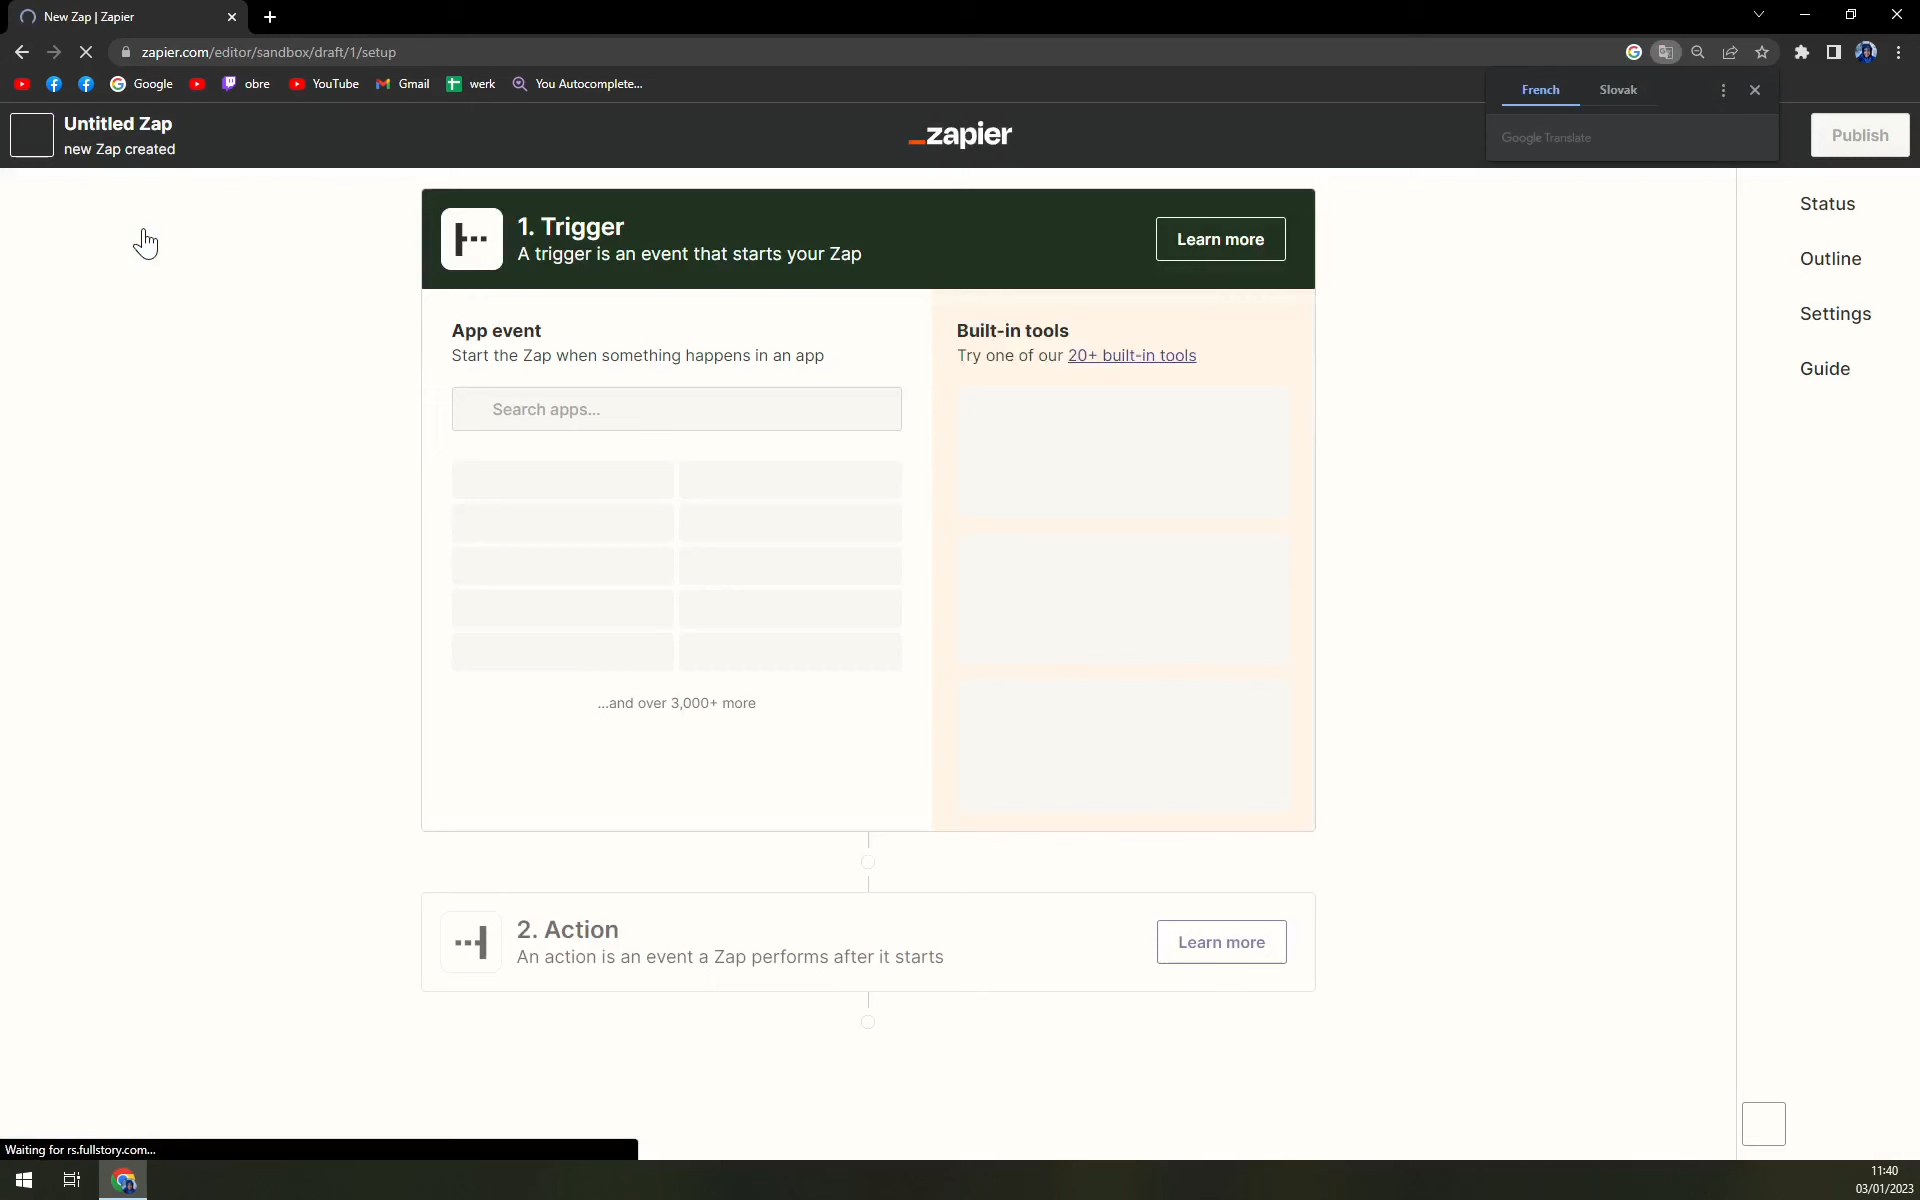 New Zap | Zapier
zapier.com/editor/sandbox/draft/1/setup
Google
obre
YouTube
Gmail
werk
You Autocomplete...
French
Slovak
Google Translate
Untitled Zap
new Zap created
zapier
Publish
1. Trigger
A trigger is an event that starts your Zap
Learn more
App event
Start the Zap when something happens in an app
Search apps...
...and over 3,000+ more
Built-in tools
Try one of our 20+ built-in tools
2. Action
An action is an event a Zap performs after it starts
Learn more
Status
Outline
Settings
Guide
Waiting for rs.fullstory.com...
11:40
03/01/2023